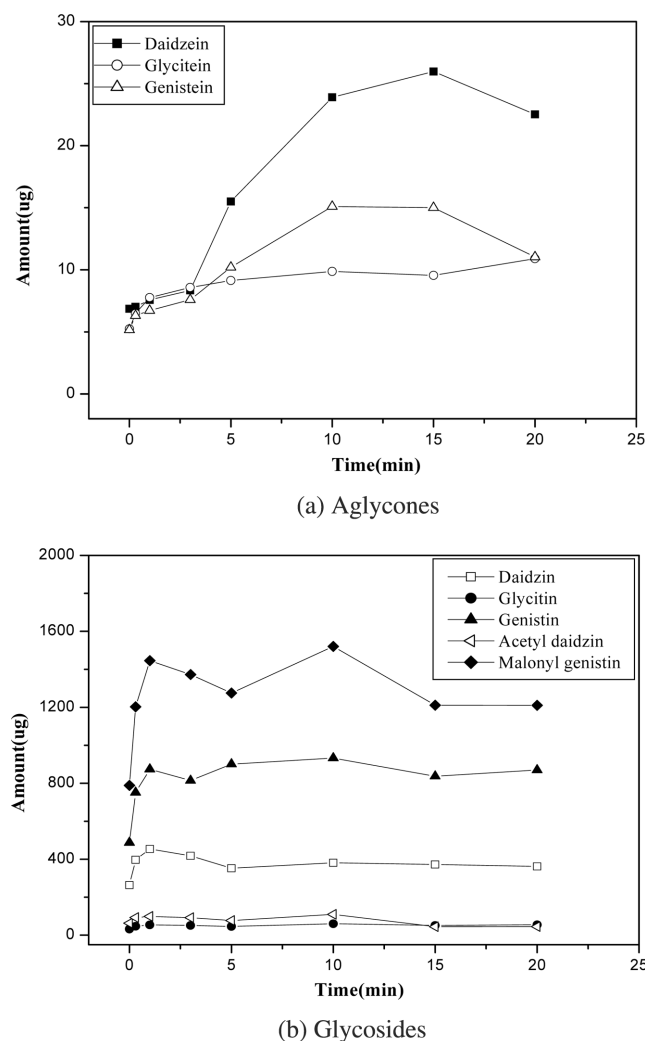 30
20
10
0
Amount(ug)
Daidzein
Glycitein
Genistein
0 5 10 15 20 25
Time(min)
(a) Aglycones
2000
1600
1200
800
400
0
Amount(ug)
Daidzin
Glycitin
Genistin
Acetyl daidzin
Malonyl genistin
0 5 10 15 20 25
Time(min)
(b) Glycosides